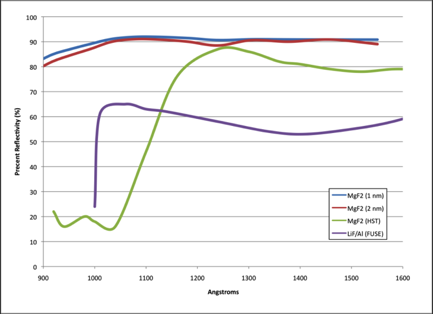 100
90
80
70
60
50
40
30
20
10
0
Precent Reflectivity (%)
900 1000 1100 1200 1300 1400 1500 1600
Angstroms
MgF2 (1 nm)
MgF2 (2 nm)
MgF2 (HST)
LiF/Al (FUSE)